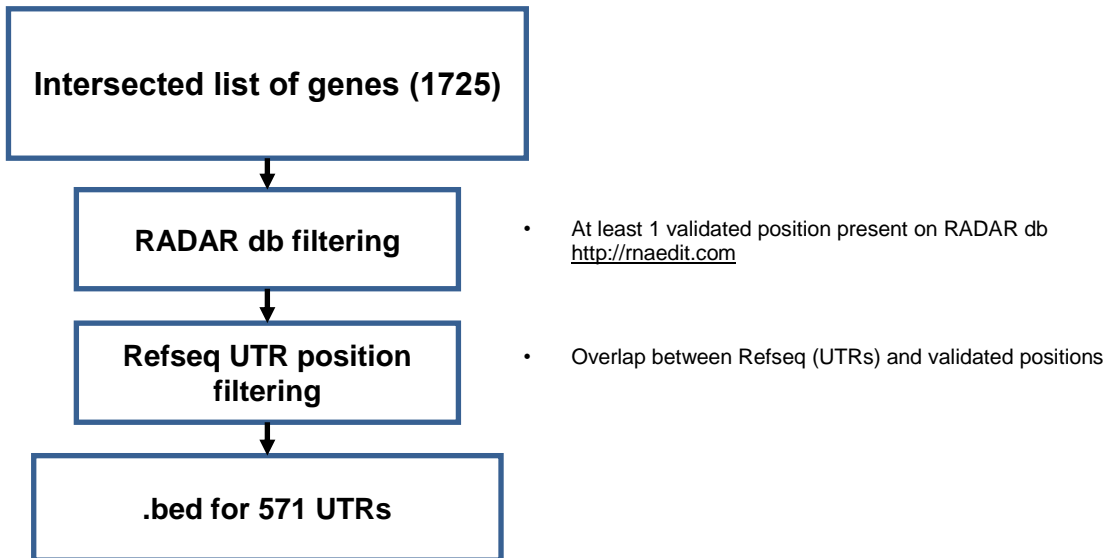 Intersected list of genes (1725)
RADAR db filtering
• At least 1 validated position present on RADAR db
http://rnaedit.com
Refseq UTR position
filtering
• Overlap between Refseq (UTRs) and validated positions
.bed for 571 UTRs